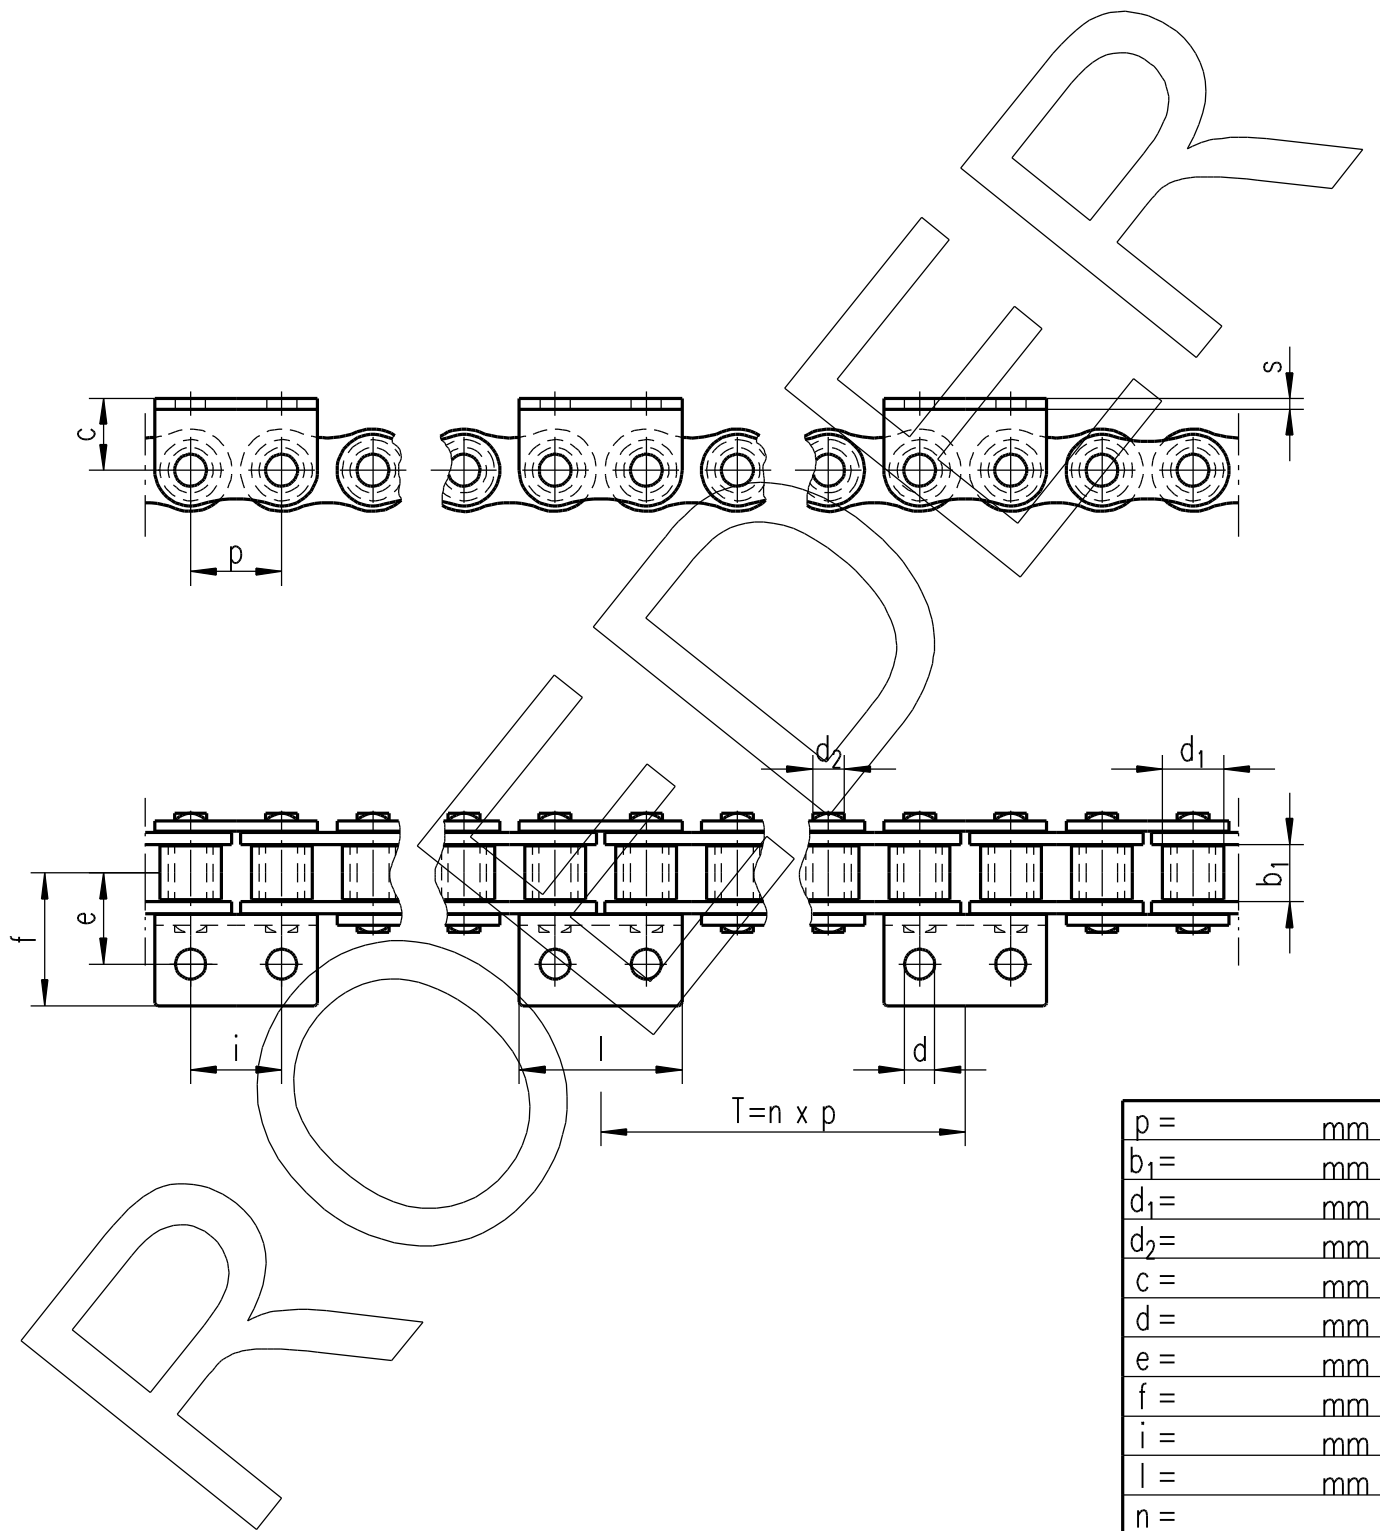 ROEDER
s
c
p
d2
d1
b1
e
f
i
l
d
T=n x p
p = mm
b1= mm
d1= mm
d2= mm
c = mm
d = mm
e = mm
f = mm
i = mm
l = mm
n =